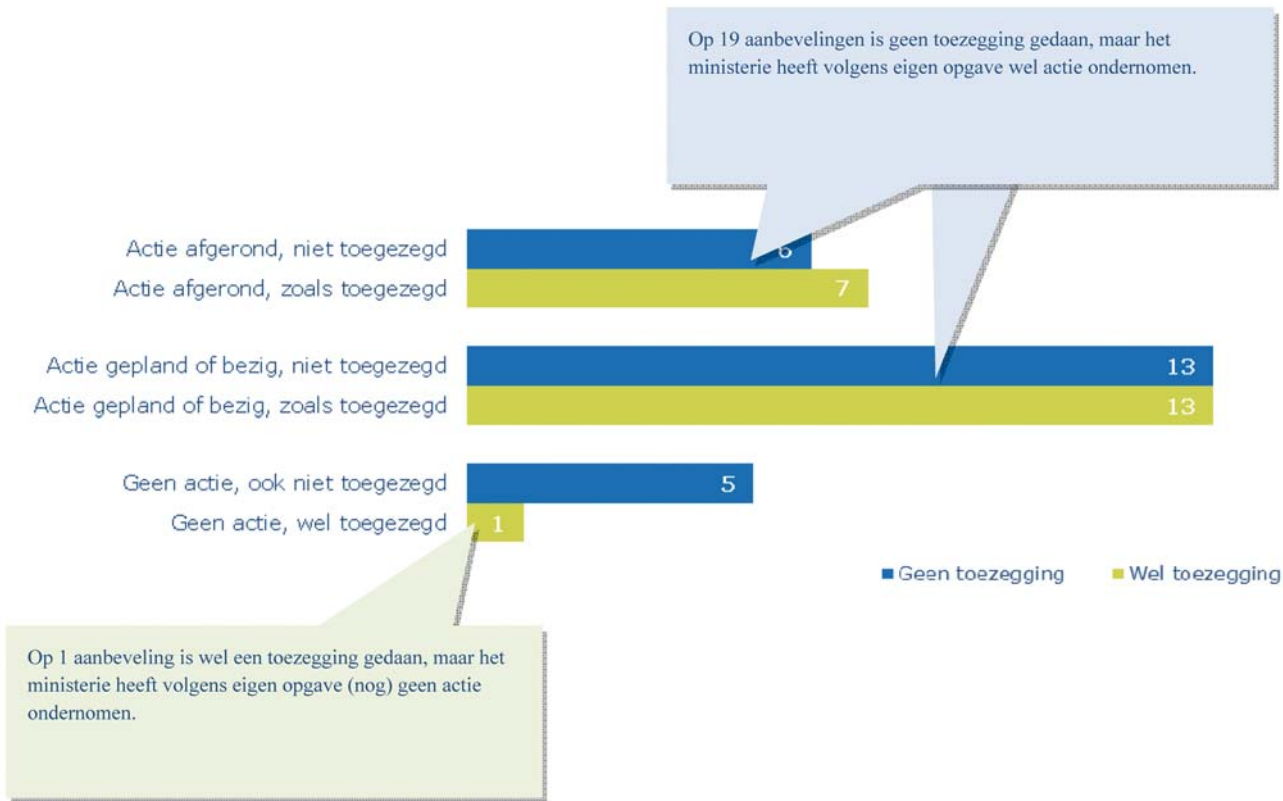 Op 19 aanbevelingen is geen toezegging gedaan, maar het
ministerie heeft volgens eigen opgave wel actie ondernomen.
Actie afgerond, niet toegezegd
6
Actie afgerond, zoals toegezegd
7
Actie gepland of bezig, niet toegezegd
13
Actie gepland of bezig, zoals toegezegd
13
Geen actie, ook niet toegezegd
5
Geen actie, wel toegezegd
1
Geen toezegging
Wel toezegging
Op 1 aanbeveling is wel een toezegging gedaan, maar het
ministerie heeft volgens eigen opgave (nog) geen actie
ondernomen.